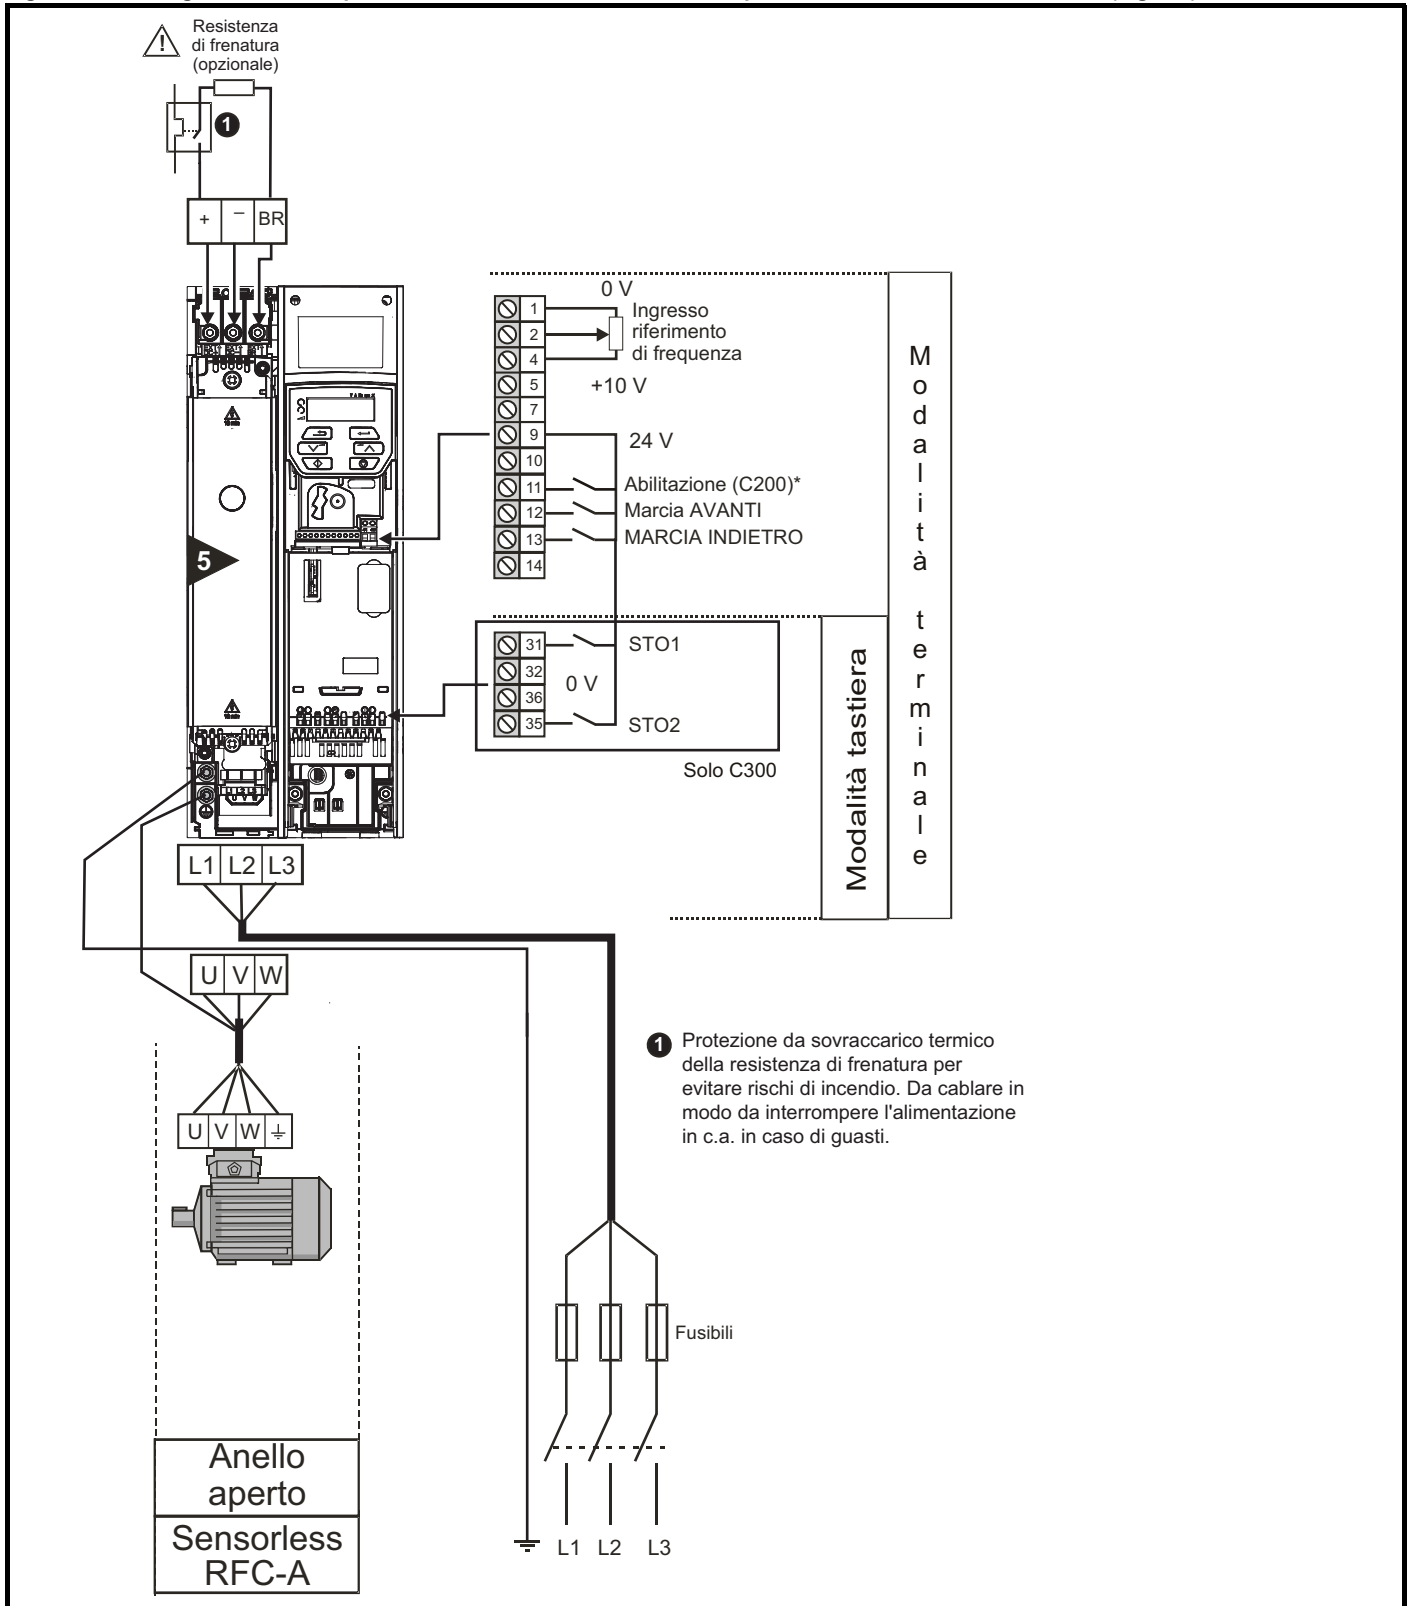 Resistenza
di frenatura
(opzionale)
1
+ – BR
0 V
1
Ingresso
2
riferimento
di frequenza
4
5
+10 V
7
9
24 V
10
11
Abilitazione (C200)*
12
Marcia AVANTI
13
MARCIA INDIETRO
14
5
31
STO1
32
0 V
36
35
STO2
Solo C300
Modalità tastiera
Modalità terminale
L1 L2 L3
U V W
1 Protezione da sovraccarico termico
della resistenza di frenatura per
evitare rischi di incendio. Da cablare in
modo da interrompere l'alimentazione
in c.a. in caso di guasti.
U V W
Fusibili
Anello
aperto
Sensorless
RFC-A
L1 L2 L3